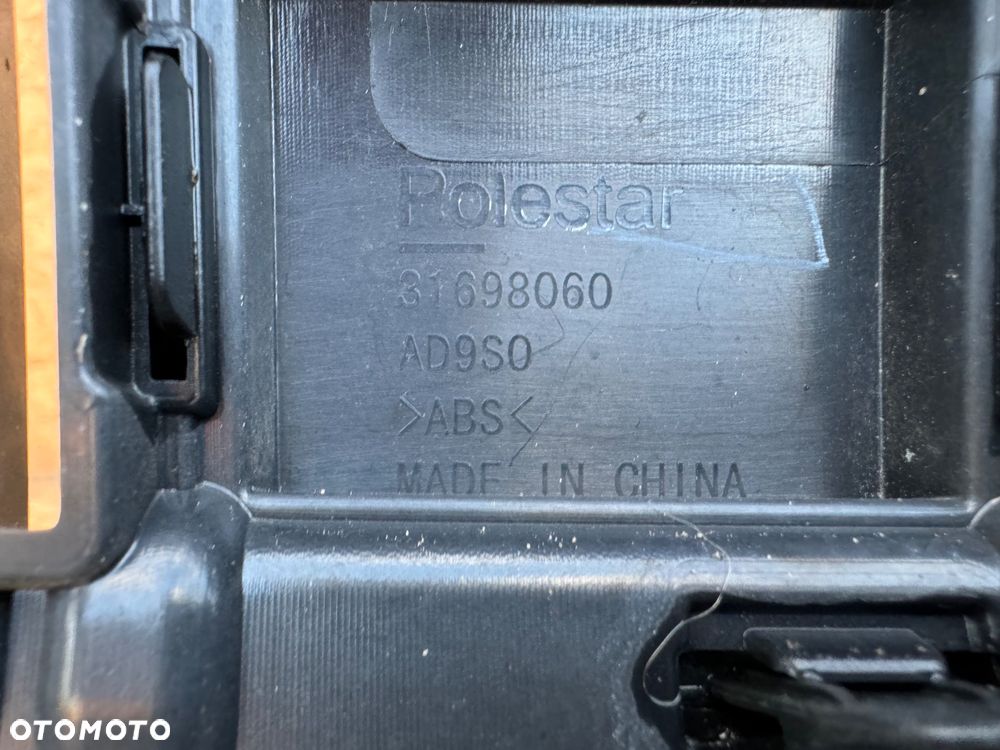 Polestar
31698060
AD9S0
>ABS<
MADE IN CHINA
OTOMOTO